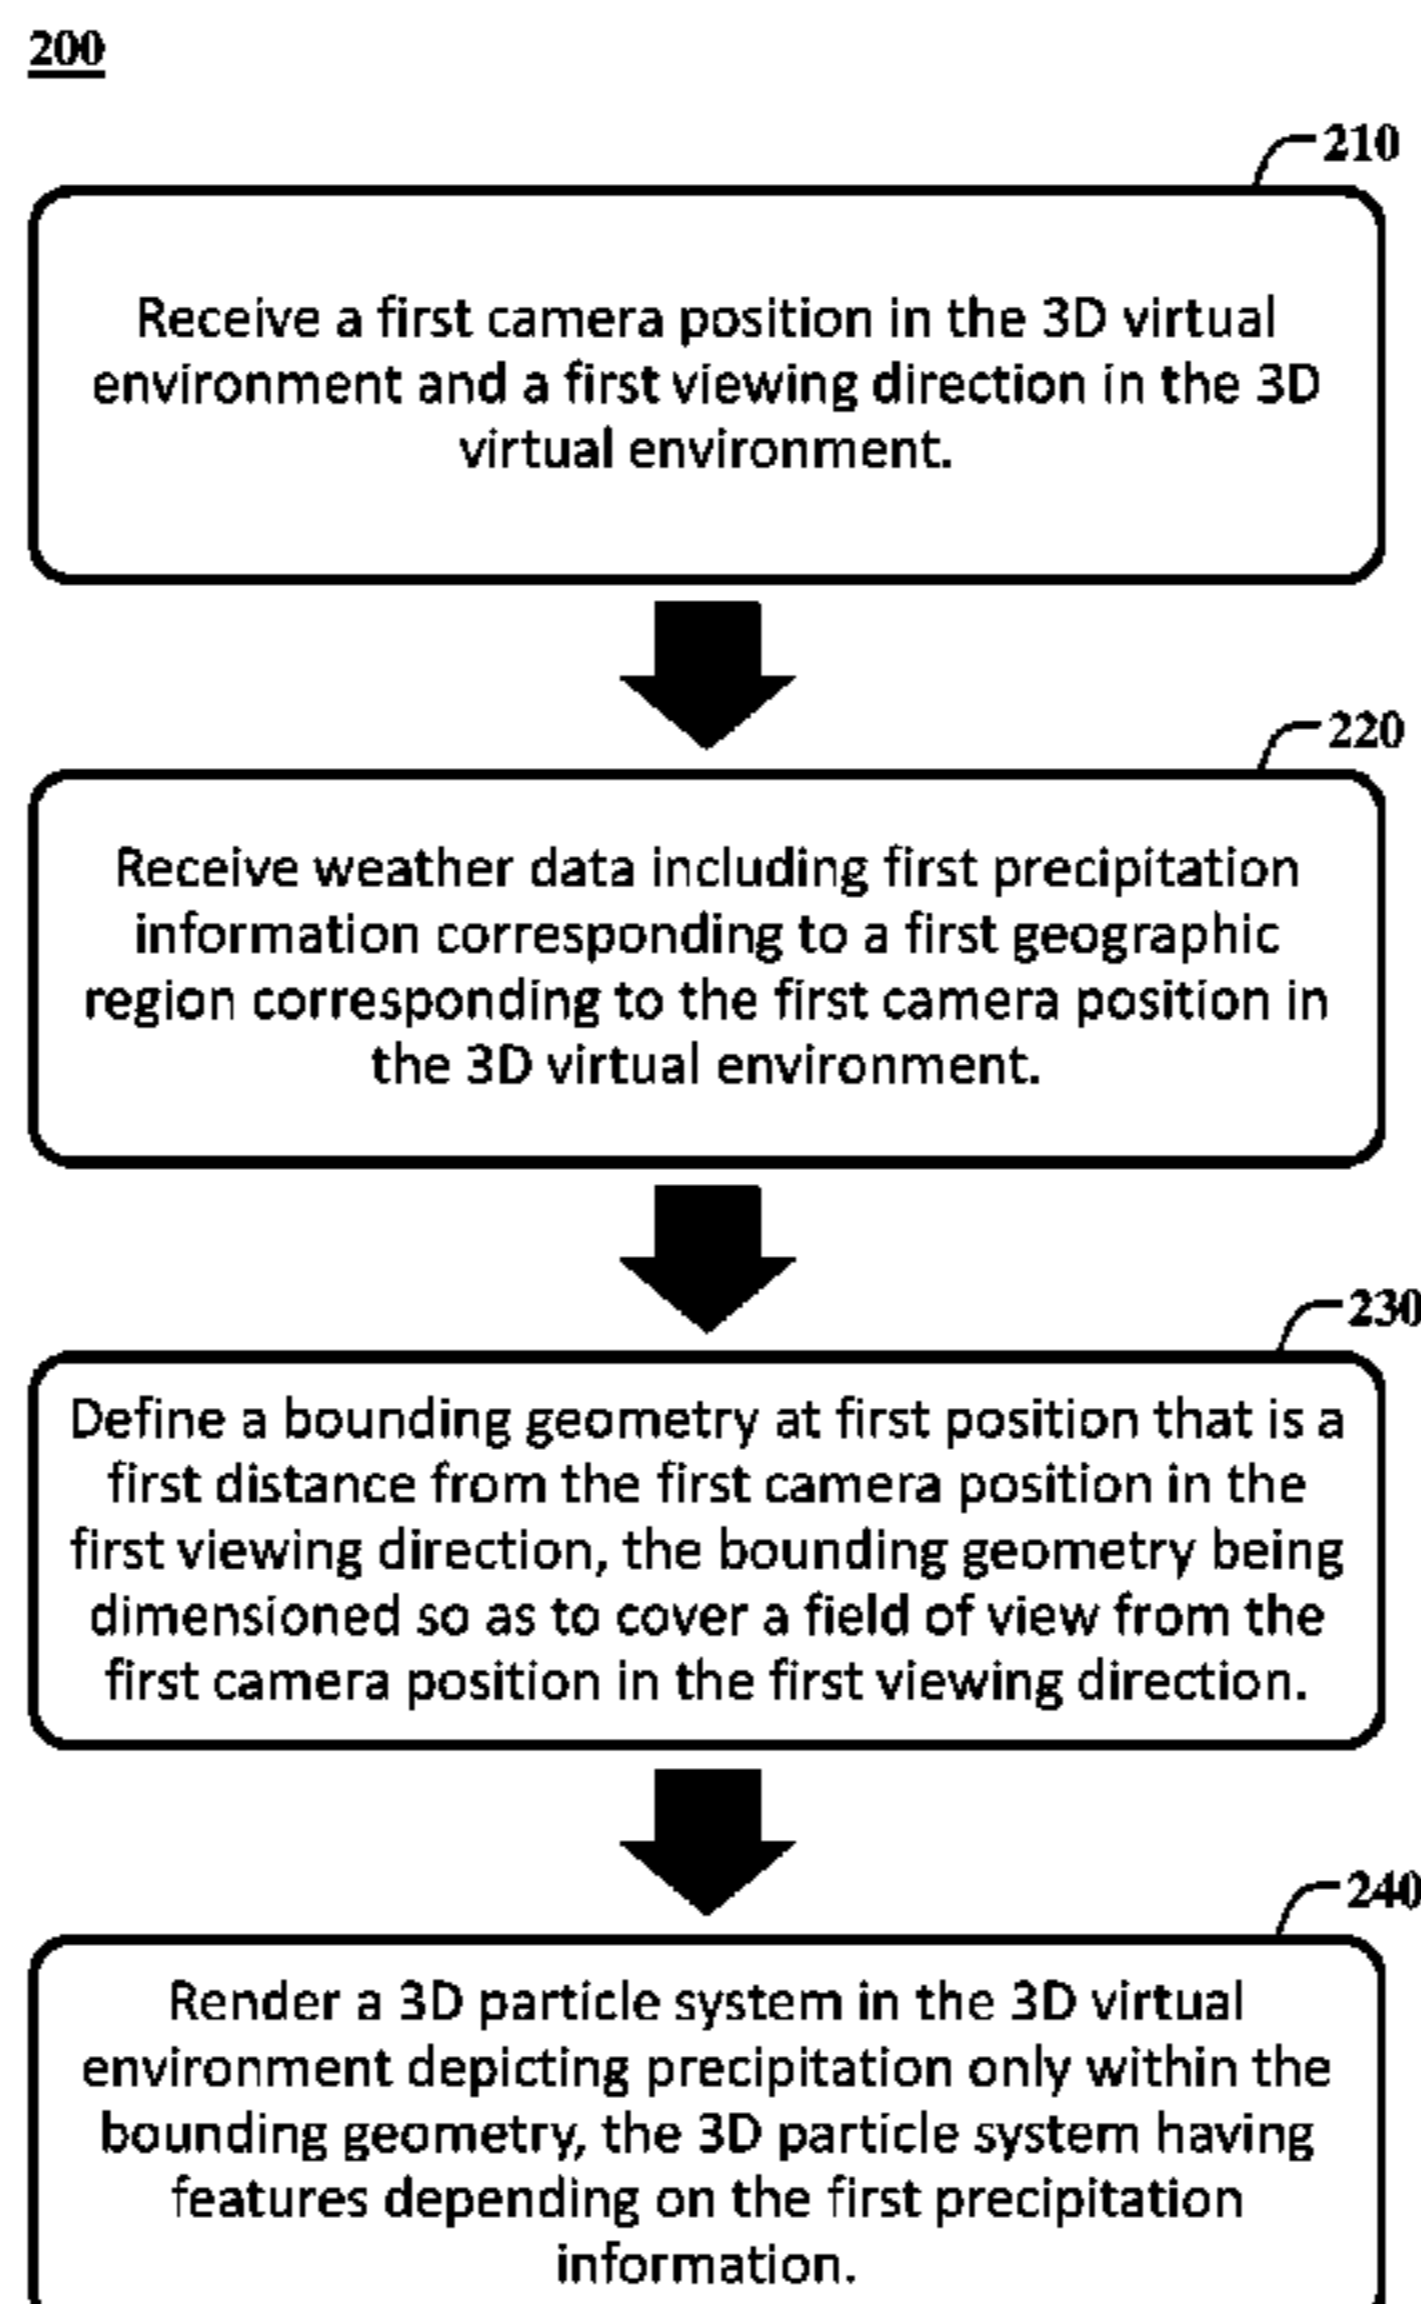 200
210
Receive a first camera position in the 3D virtual
environment and a first viewing direction in the 3D
virtual environment.
220
Receive weather data including first precipitation
information corresponding to a first geographic
region corresponding to the first camera position in
the 3D virtual environment.
230
Define a bounding geometry at first position that is a
first distance from the first camera position in the
first viewing direction, the bounding geometry being
dimensioned so as to cover a field of view from the
first camera position in the first viewing direction.
240
Render a 3D particle system in the 3D virtual
environment depicting precipitation only within the
bounding geometry, the 3D particle system having
features depending on the first precipitation
information.